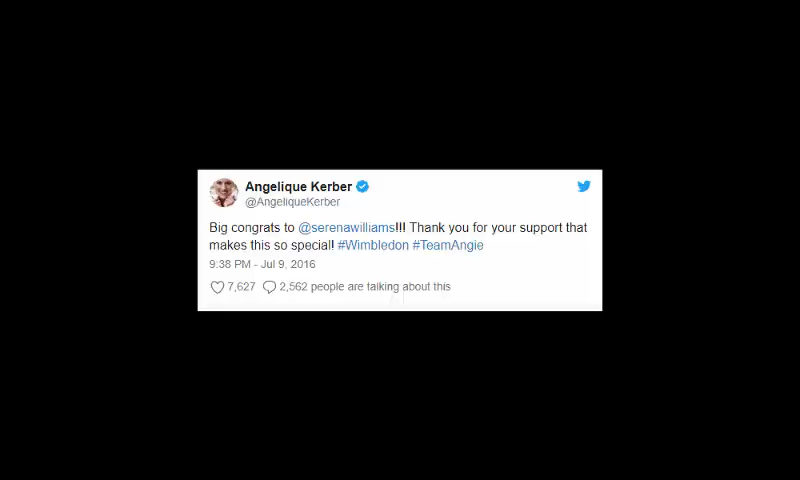 Angelique Kerber
@AngeliqueKerber
Big congrats to @serenawilliams!!! Thank you for your support that
makes this so special! #Wimbledon #TeamAngie
9:38 PM - Jul 9, 2016
7,627 2,562 people are talking about this